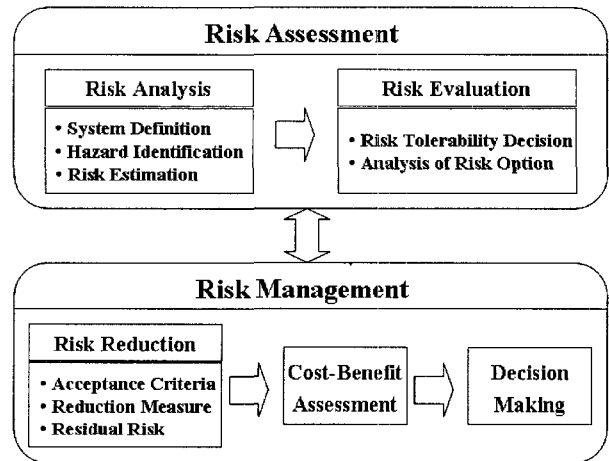 Risk Assessment
Risk Analysis
• System Definition
• Hazard Identification
• Risk Estimation
Risk Evaluation
• Risk Tolerability Decision
• Analysis of Risk Option
Risk Management
Risk Reduction
• Acceptance Criteria
• Reduction Measure
• Residual Risk
Cost-Benefit
Assessment
Decision
Making